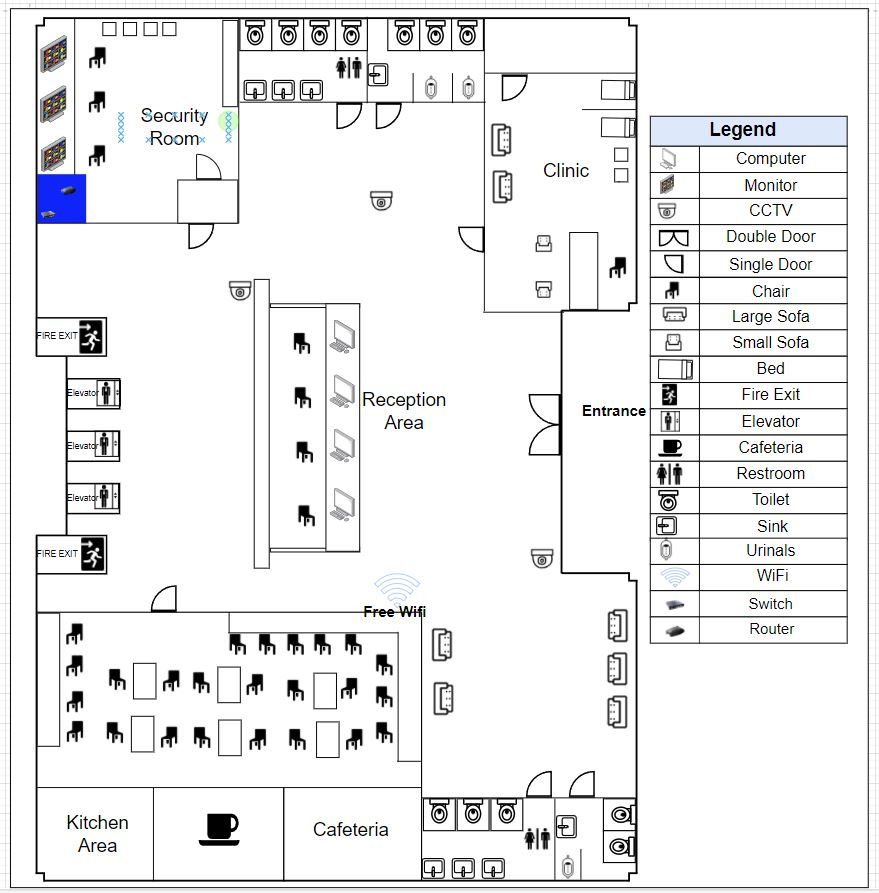 Security
Room
Clinic
FIRE EXIT
Elevator
Elevator
Elevator
FIRE EXIT
Reception
Area
Entrance
Free Wifi
Kitchen
Area
Cafeteria
Legend
Computer
Monitor
CCTV
Double Door
Single Door
Chair
Large Sofa
Small Sofa
Bed
Fire Exit
Elevator
Cafeteria
Restroom
Toilet
Sink
Urinals
WiFi
Switch
Router